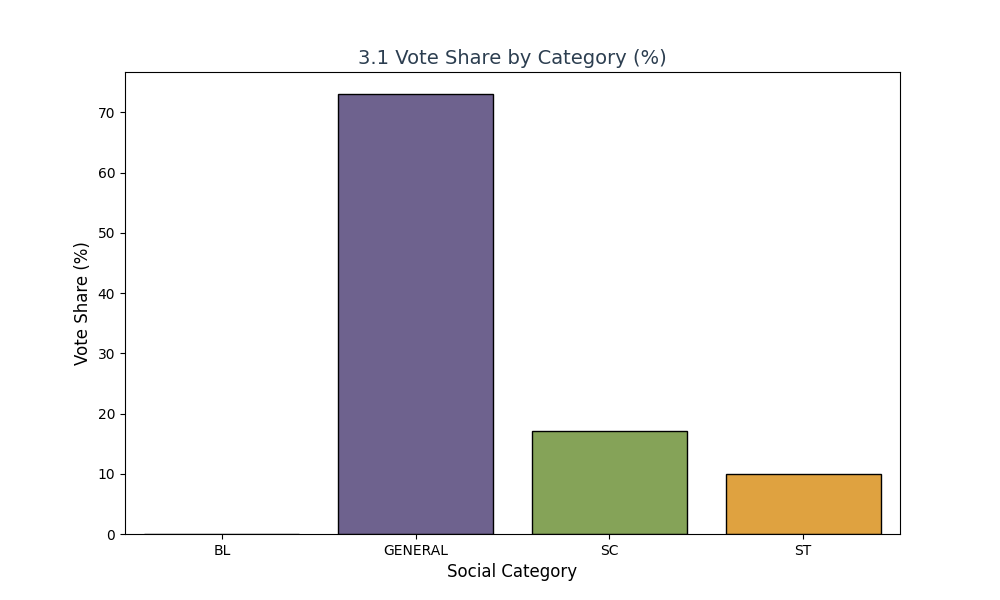 3.1 Vote Share by Category (%)
Vote Share (%)
70
60
50
40
30
20
10
0
BL GENERAL SC ST
Social Category